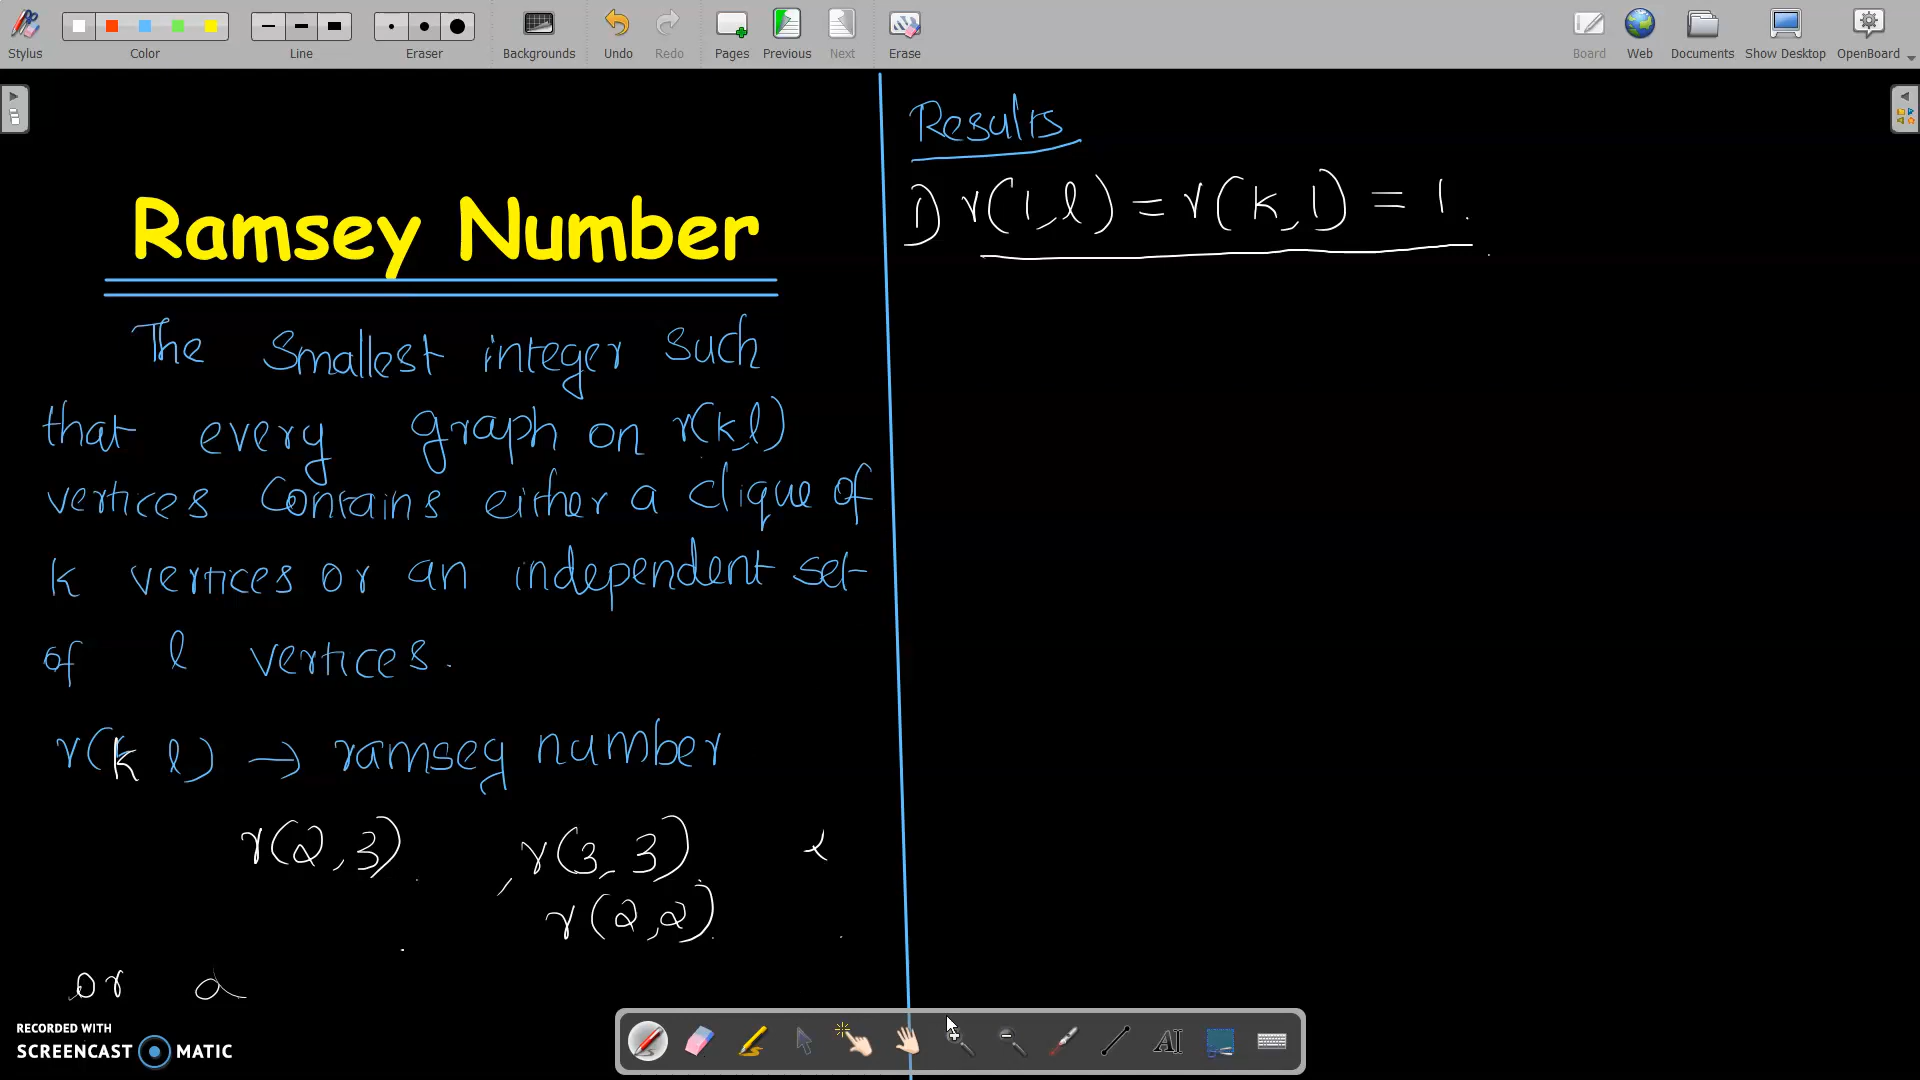 Stylus Color Line Eraser Backgrounds Undo Redo Pages Previous Next Erase Board Web Documents Show Desktop OpenBoard
Ramsey Number
The Smallest integer such
that every graph on r(k,l)
vertices Contains either a clique of
k vertices or an independent set
of l vertices.
r(k l) → ramsey number
r(2,3) , r(3,3)
r(2,2)
or a
Results
1) r(1,l) = r(k,1) = 1.
RECORDED WITH
SCREENCAST MATIC